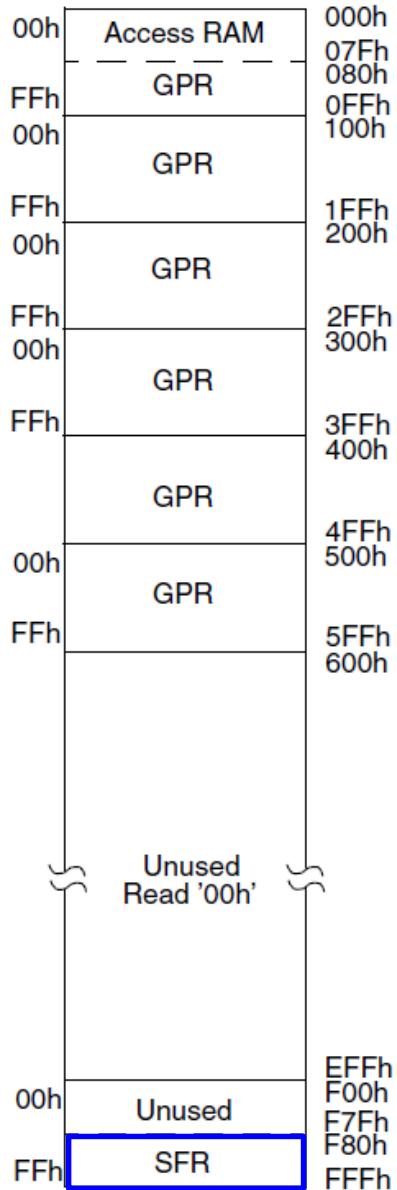 00h Access RAM 000h
07Fh
080h
FFh GPR 0FFh
00h 100h
GPR
FFh 1FFh
00h 200h
GPR
FFh 2FFh
00h 300h
GPR
FFh 3FFh
400h
GPR
4FFh
00h 500h
GPR
FFh 5FFh
600h
Unused
Read '00h'
EFFh
00h F00h
Unused F7Fh
F80h
FFh SFR FFFh